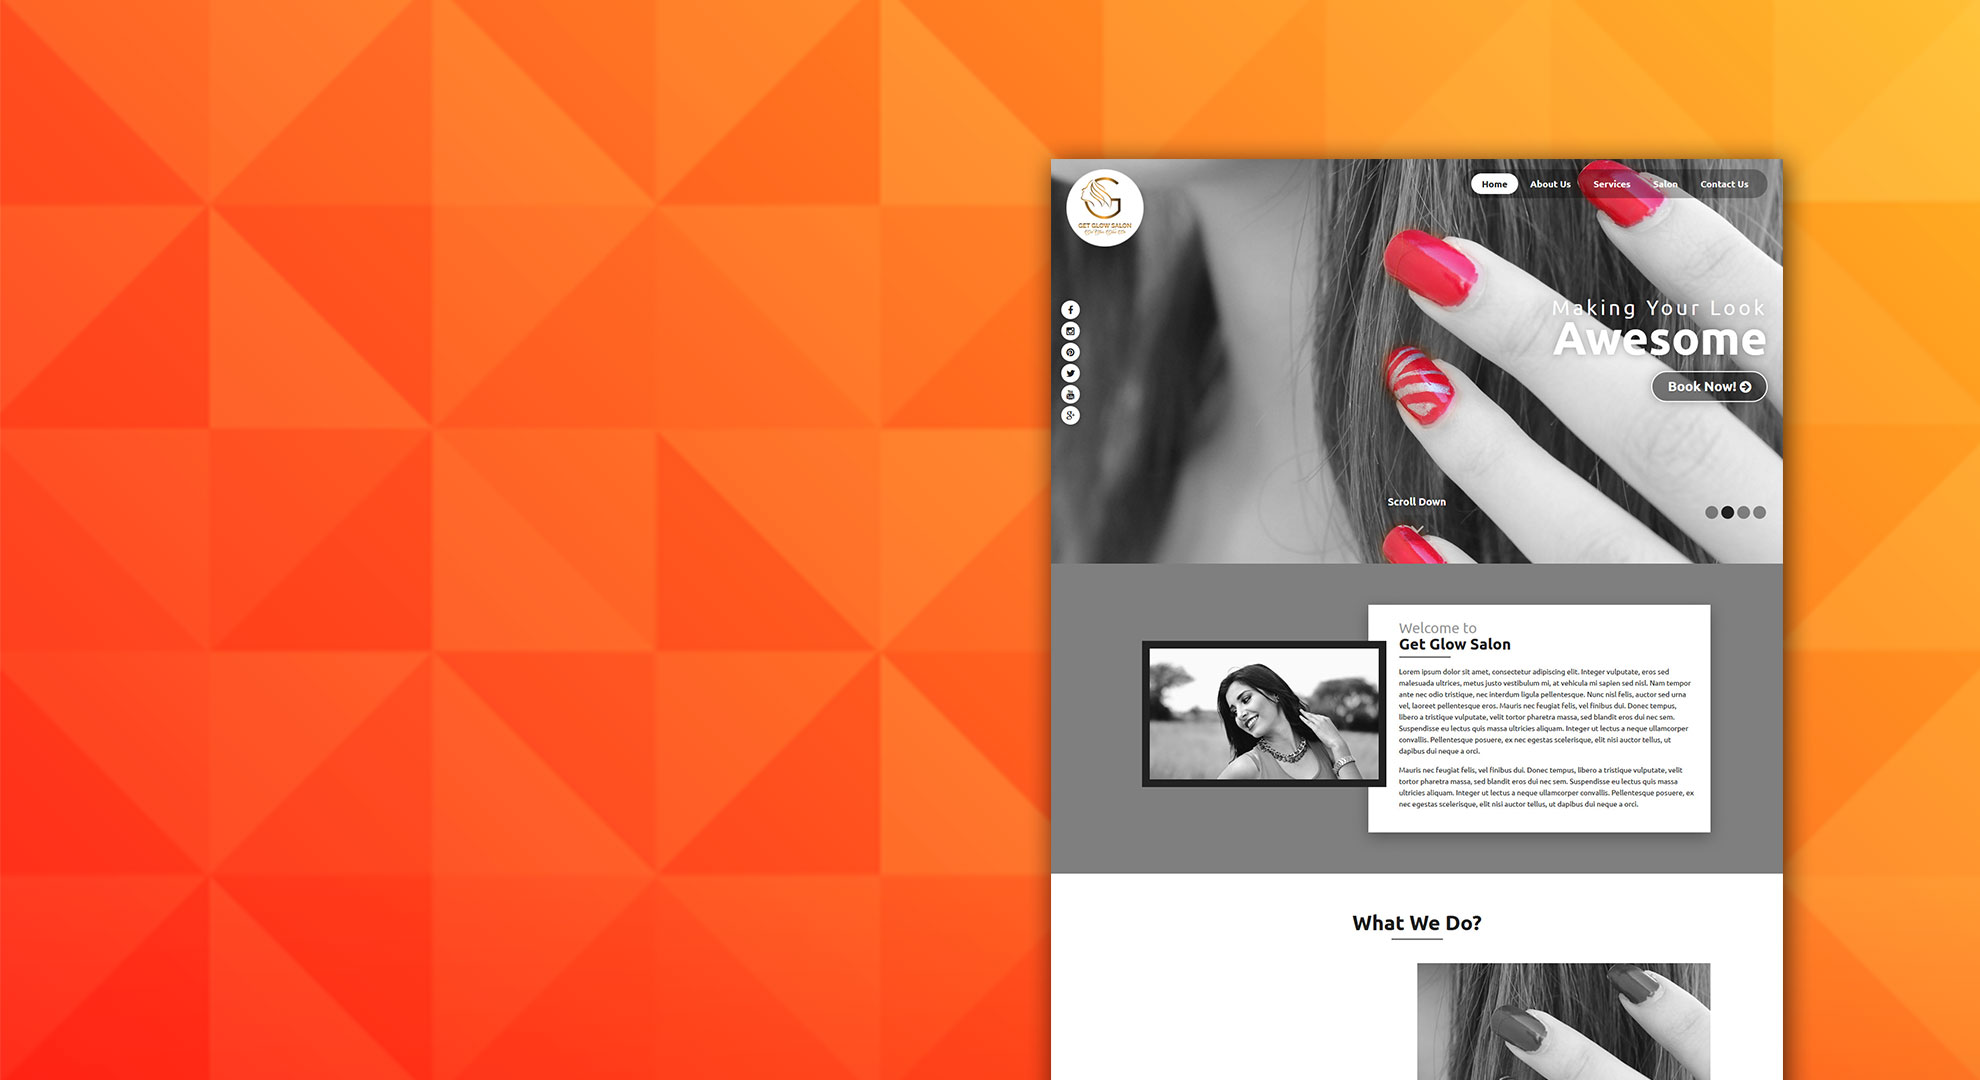 GET GLOW SALON
Home
About Us
Services
Salon
Contact Us
Making Your Look
Awesome
Book Now!
Scroll Down
Welcome to
Get Glow Salon
Lorem ipsum dolor sit amet, consectetur adipiscing elit. Integer vulputate, eros sed
malesuada ultrices, metus justo vestibulum mi, at vehicula mi sapien sed nisl. Nam tempor
ante nec odio tristique, nec interdum ligula pellentesque. Nunc nisl felis, auctor sed urna
vel, laoreet pellentesque eros. Mauris nec feugiat felis, vel finibus dui. Donec tempus,
libero a tristique vulputate, velit tortor pharetra massa, sed blandit eros dui nec sem.
Suspendisse eu lectus quis massa ultricies aliquam. Integer ut lectus a neque ullamcorper
convallis. Pellentesque posuere, ex nec egestas scelerisque, elit nisi auctor tellus, ut
dapibus dui neque a orci.
Mauris nec feugiat felis, vel finibus dui. Donec tempus, libero a tristique vulputate, velit
tortor pharetra massa, sed blandit eros dui nec sem. Suspendisse eu lectus quis massa
ultricies aliquam. Integer ut lectus a neque ullamcorper convallis. Pellentesque posuere, ex
nec egestas scelerisque, elit nisi auctor tellus, ut dapibus dui neque a orci.
What We Do?